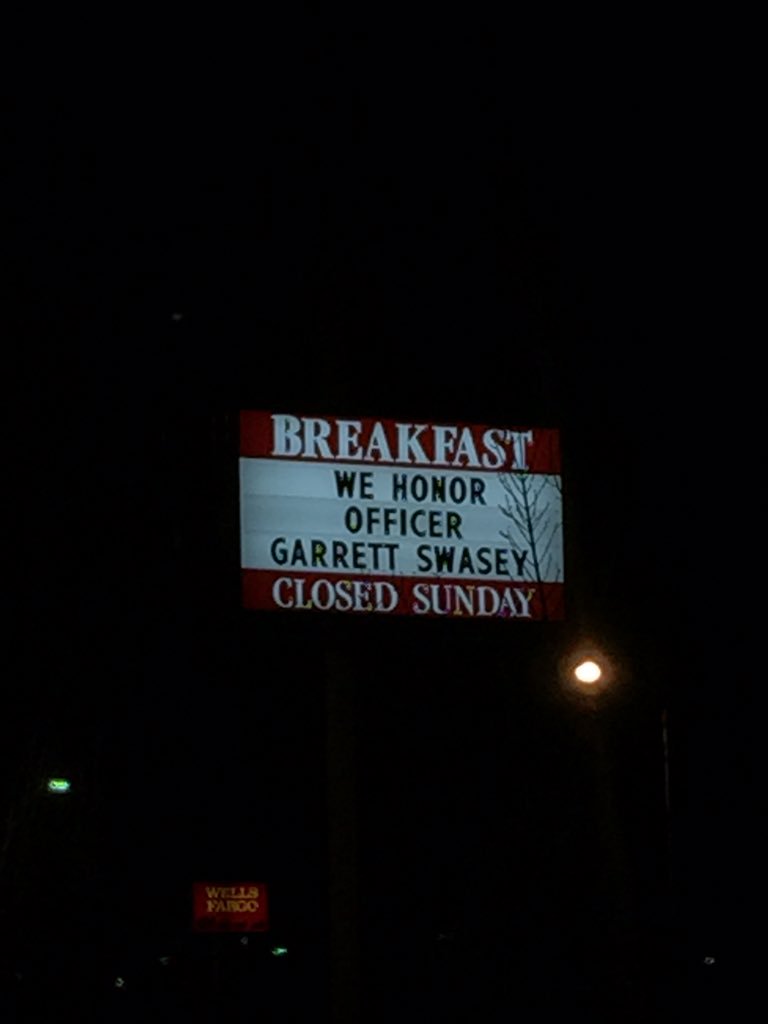 BREAKFAST
WE HONOR
OFFICER
GARRETT SWASEY
CLOSED SUNDAY
WELLS
FARGO